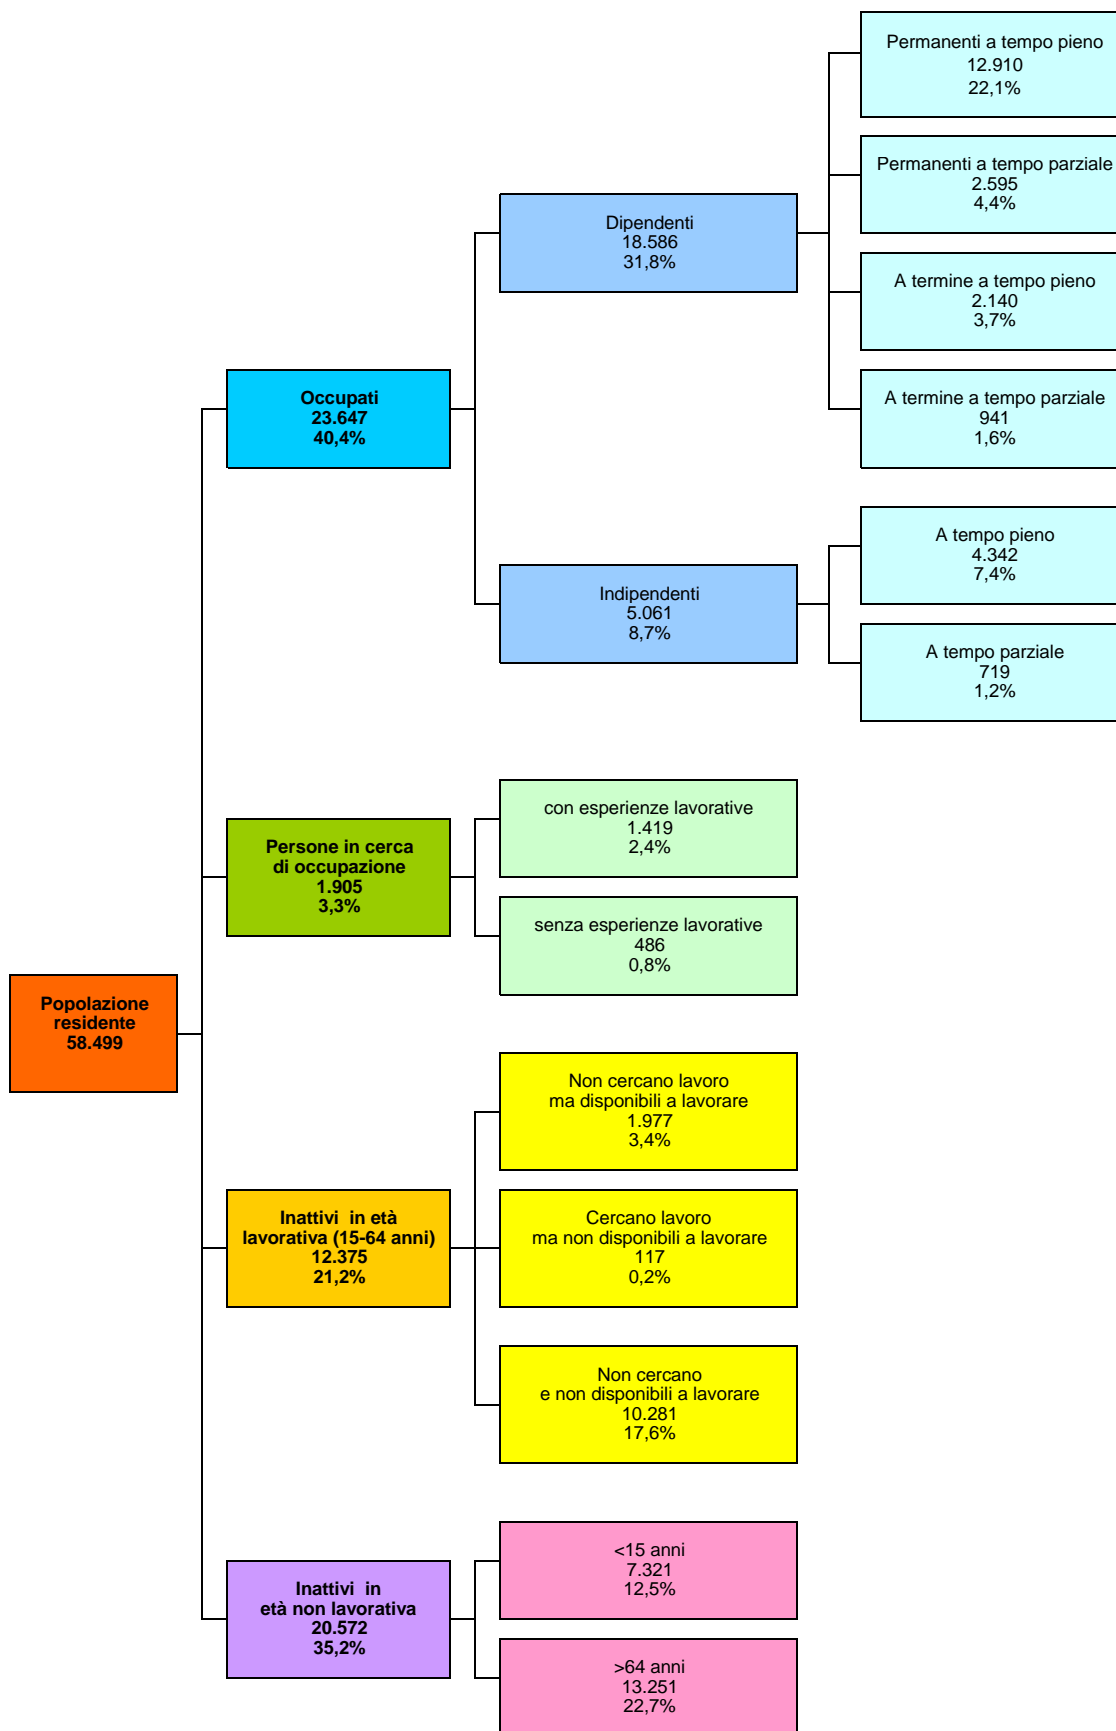 Permanenti a tempo pieno
12.910
22,1%
Permanenti a tempo parziale
2.595
4,4%
Dipendenti
18.586
31,8%
A termine a tempo pieno
2.140
3,7%
Occupati
23.647
40,4%
A termine a tempo parziale
941
1,6%
A tempo pieno
4.342
7,4%
Indipendenti
5.061
8,7%
A tempo parziale
719
1,2%
con esperienze lavorative
1.419
2,4%
Persone in cerca
di occupazione
1.905
3,3%
senza esperienze lavorative
486
0,8%
Popolazione
residente
58.499
Non cercano lavoro
ma disponibili a lavorare
1.977
3,4%
Inattivi in età
lavorativa (15-64 anni)
12.375
21,2%
Cercano lavoro
ma non disponibili a lavorare
117
0,2%
Non cercano
e non disponibili a lavorare
10.281
17,6%
<15 anni
7.321
12,5%
Inattivi in
età non lavorativa
20.572
35,2%
>64 anni
13.251
22,7%